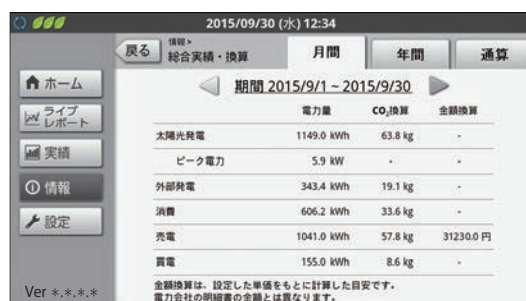 2015/09/30 (水) 12:34
戻る
情報>
総合実績・換算
月間
年間
通算
ホーム
ライブ
レポート
実績
情報
設定
Ver *.*.*.*
期間 2015/9/1 ~ 2015/9/30
電力量 CO₂換算 金額換算
太陽光発電 1149.0 kWh 63.8 kg -
ピーク電力 5.9 kW - -
外部発電 343.4 kWh 19.1 kg -
消費 606.2 kWh 33.6 kg -
売電 1041.0 kWh 57.8 kg 31230.0 円
買電 155.0 kWh 8.6 kg -
金額換算は、設定した単価をもとに計算した目安です。
電力会社の明細書の金額とは異なります。